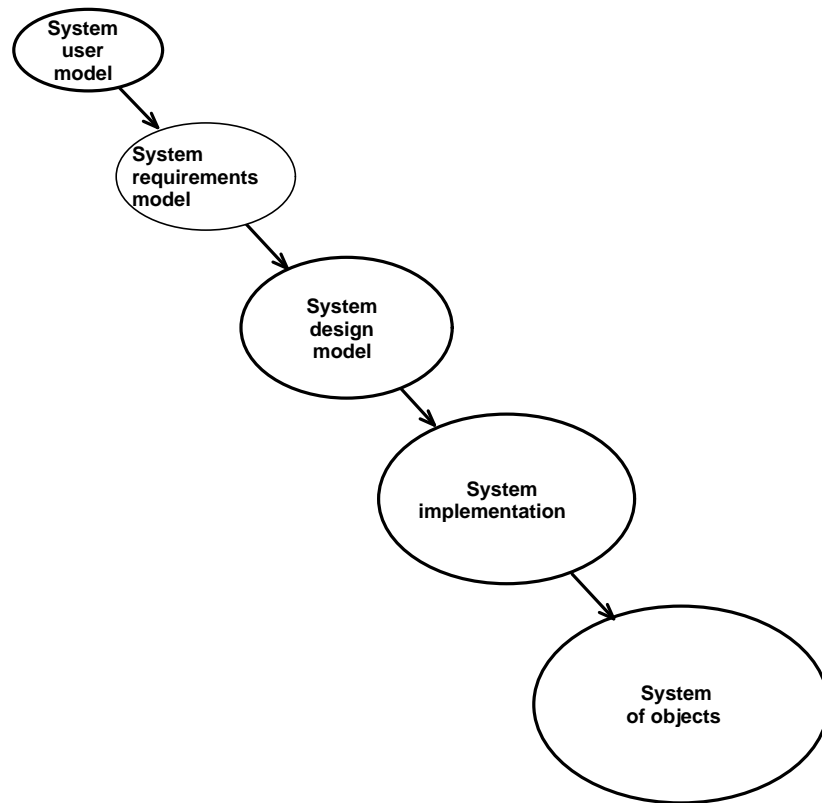 System
user
model
System
requirements
model
System
design
model
System
implementation
System
of objects